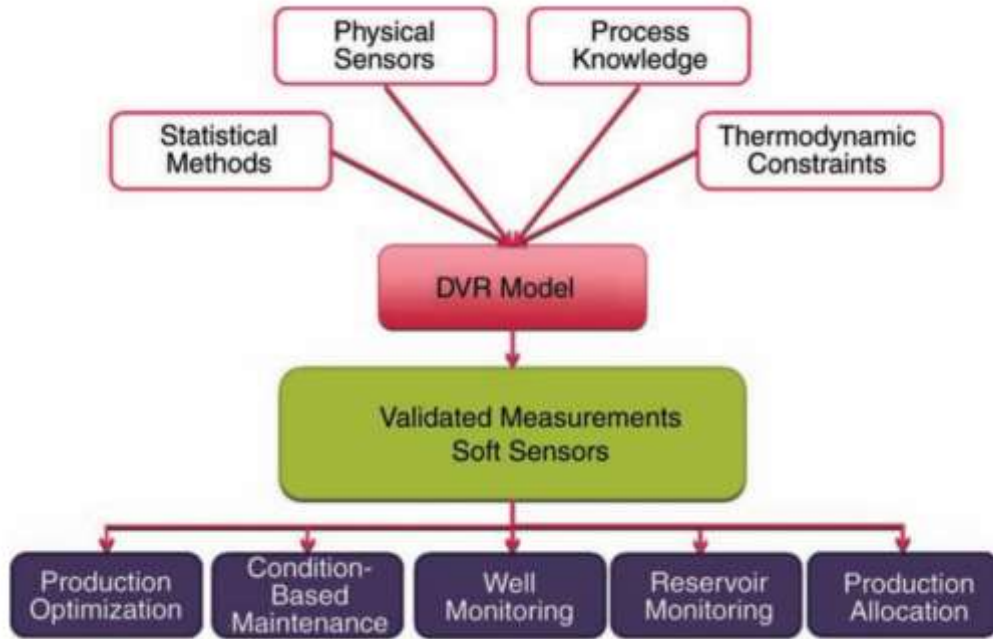 Physical
Sensors
Process
Knowledge
Statistical
Methods
Thermodynamic
Constraints
DVR Model
Validated Measurements
Soft Sensors
Production
Optimization
Condition-
Based
Maintenance
Well
Monitoring
Reservoir
Monitoring
Production
Allocation